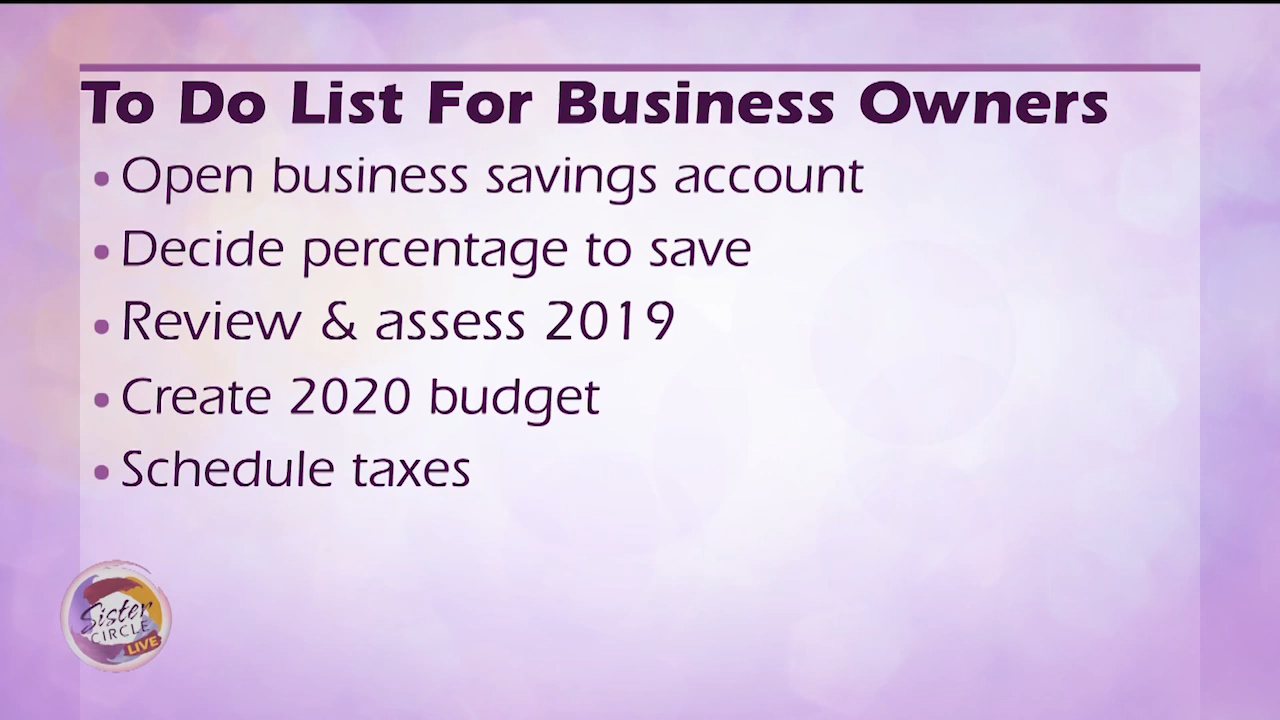 To Do List For Business Owners
• Open business savings account
• Decide percentage to save
• Review & assess 2019
• Create 2020 budget
• Schedule taxes
Sister
CIRCLE
LIVE